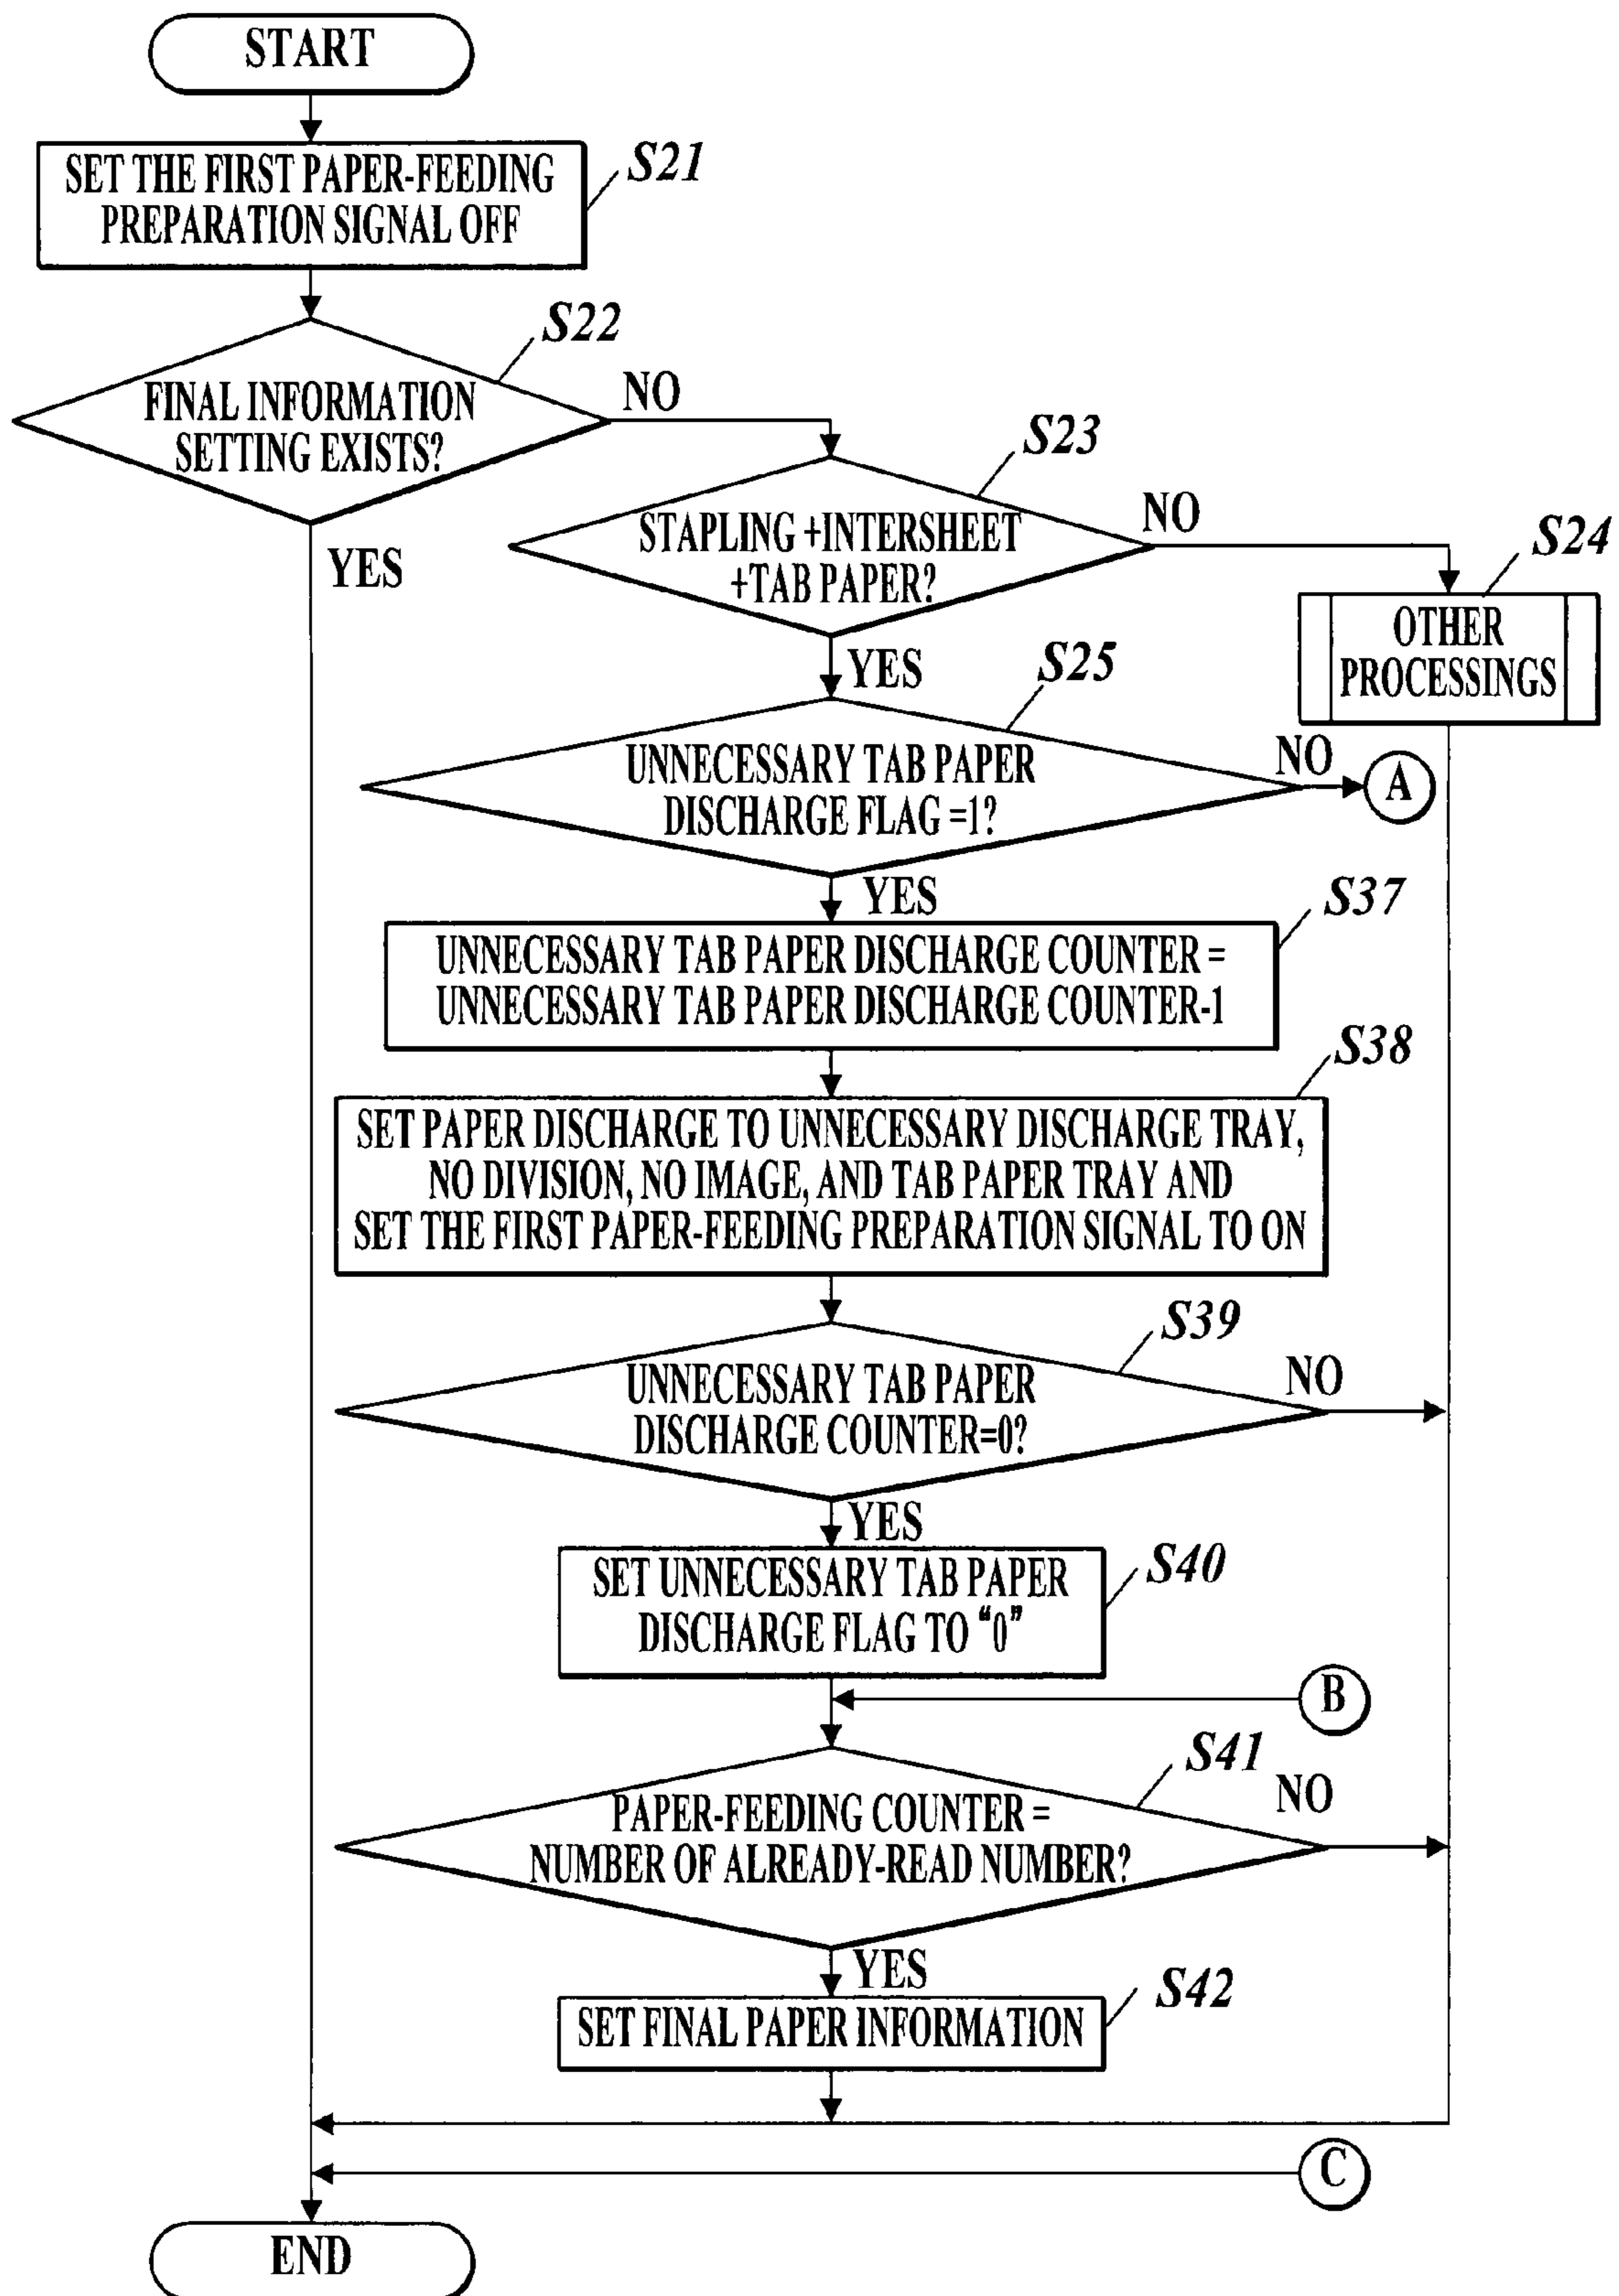 START
SET THE FIRST PAPER-FEEDING
PREPARATION SIGNAL OFF
S21
FINAL INFORMATION
SETTING EXISTS?
S22
NO
YES
STAPLING +INTERSHEET
+TAB PAPER?
S23
NO
YES
OTHER
PROCESSINGS
S24
UNNECESSARY TAB PAPER
DISCHARGE FLAG =1?
S25
NO
A
YES
UNNECESSARY TAB PAPER DISCHARGE COUNTER =
UNNECESSARY TAB PAPER DISCHARGE COUNTER-1
S37
SET PAPER DISCHARGE TO UNNECESSARY DISCHARGE TRAY,
NO DIVISION, NO IMAGE, AND TAB PAPER TRAY AND
SET THE FIRST PAPER-FEEDING PREPARATION SIGNAL TO ON
S38
UNNECESSARY TAB PAPER
DISCHARGE COUNTER=0?
S39
NO
YES
SET UNNECESSARY TAB PAPER
DISCHARGE FLAG TO “0”
S40
B
PAPER-FEEDING COUNTER =
NUMBER OF ALREADY-READ NUMBER?
S41
NO
YES
SET FINAL PAPER INFORMATION
S42
C
END